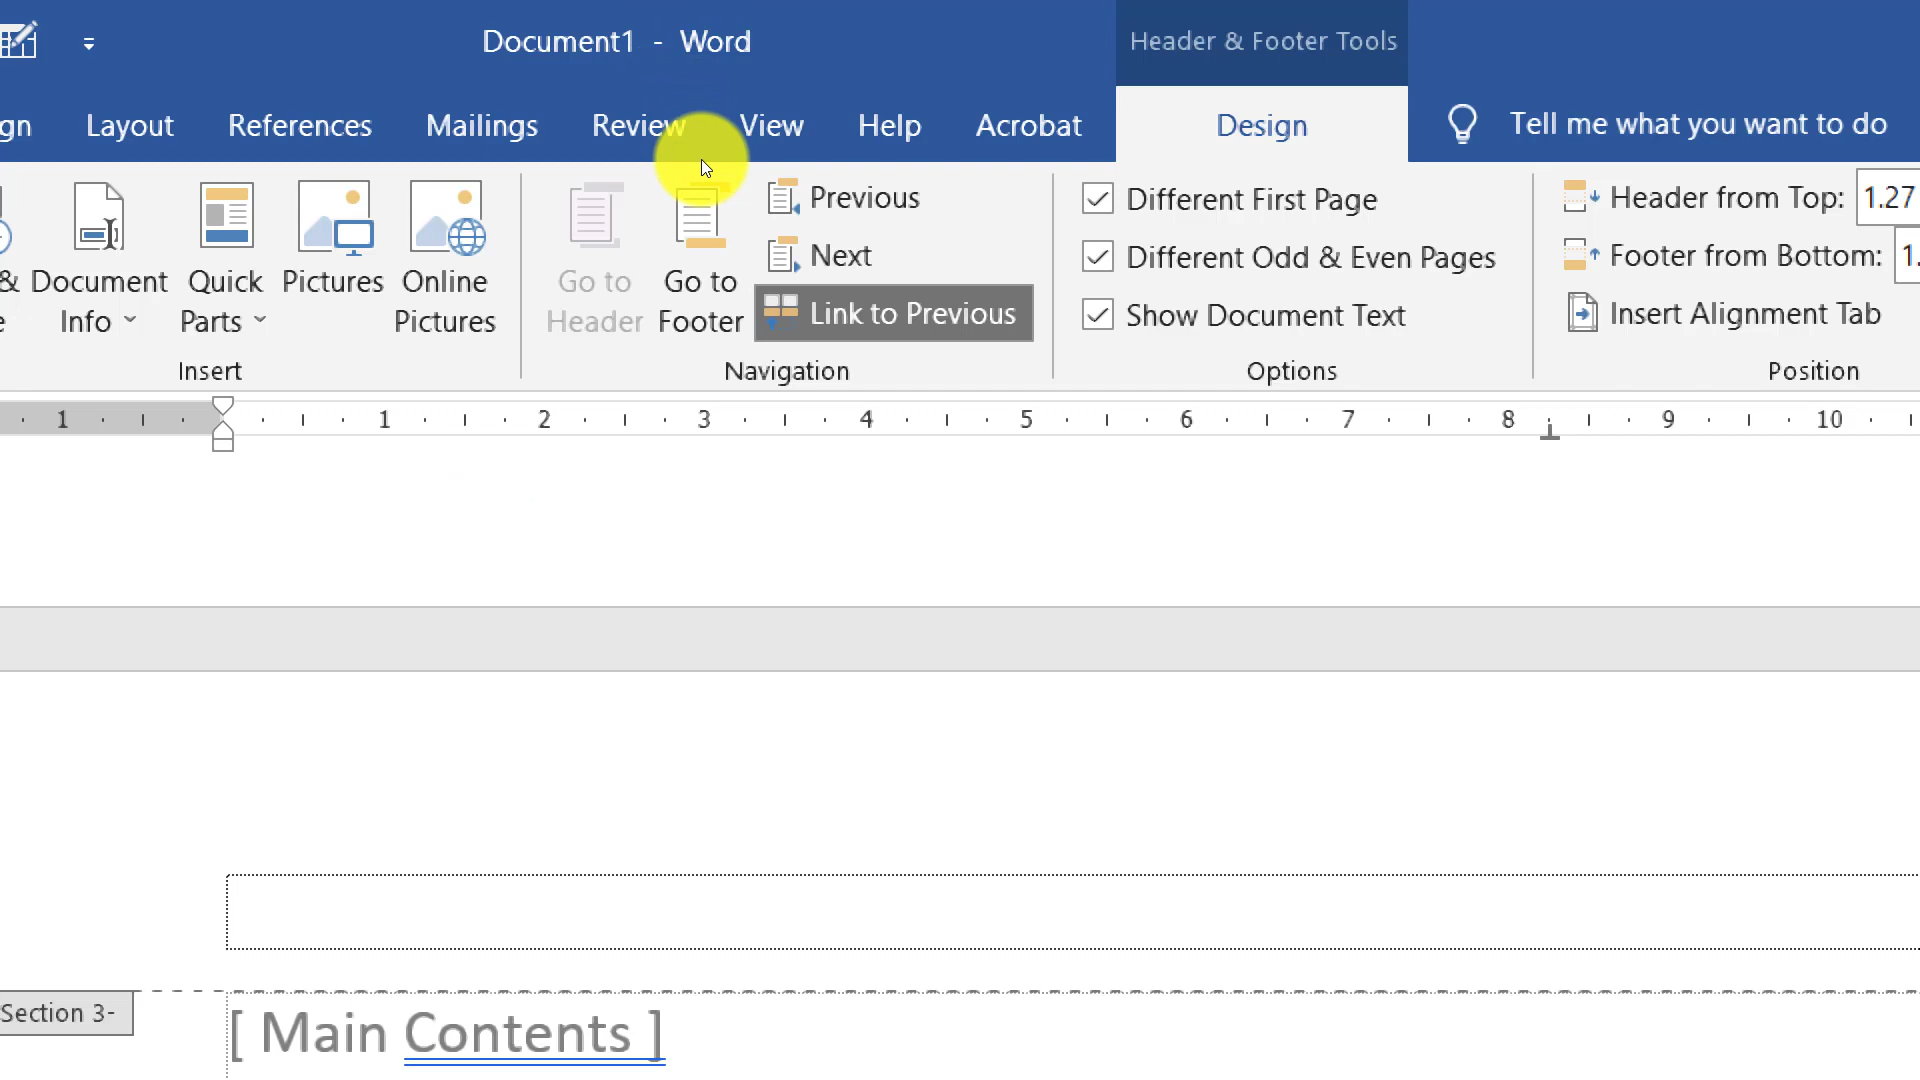 Document1 - Word
Header & Footer Tools
gn
Layout
References
Mailings
Review
View
Help
Acrobat
Design
Tell me what you want to do
&
e
Document
Info
Quick
Parts
Pictures
Online
Pictures
Insert
Go to
Header
Go to
Footer
Previous
Next
Link to Previous
Navigation
Different First Page
Different Odd & Even Pages
Show Document Text
Options
Header from Top: 1.27
Footer from Bottom: 1.
Insert Alignment Tab
Position
1 1 2 3 4 5 6 7 8 9 10
Section 3-
[ Main Contents ]